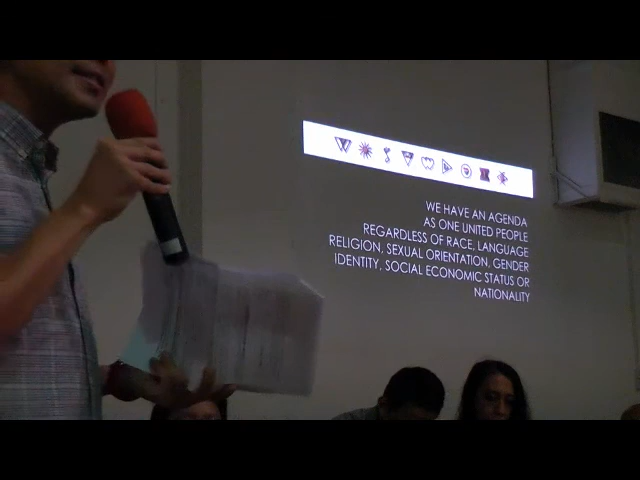 WE HAVE AN AGENDA
AS ONE UNITED PEOPLE
REGARDLESS OF RACE, LANGUAGE
RELIGION, SEXUAL ORIENTATION, GENDER
IDENTITY, SOCIAL ECONOMIC STATUS OR
NATIONALITY